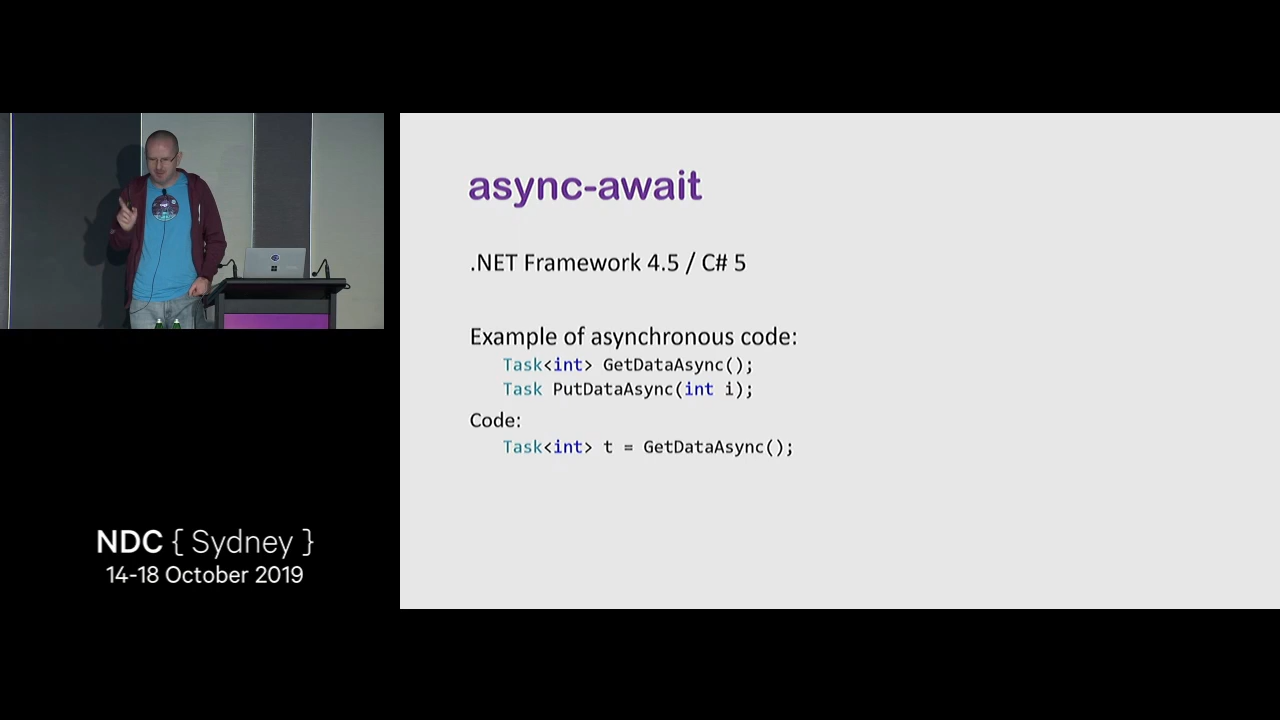 async-await
.NET Framework 4.5 / C# 5
Example of asynchronous code:
Task<int> GetDataAsync();
Task PutDataAsync(int i);
Code:
Task<int> t = GetDataAsync();
NDC { Sydney }
14-18 October 2019